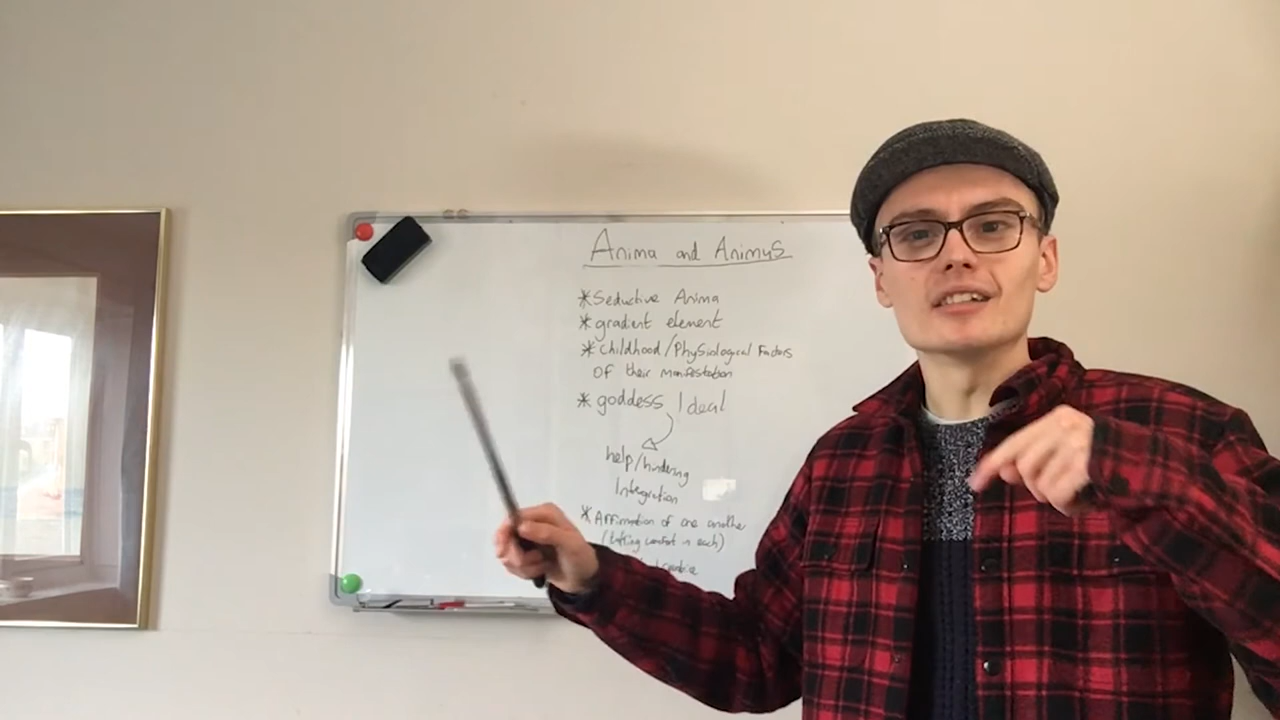 Anima and Animus
*Seductive Anima
*gradient element
*Childhood/Physiological Factors
OF their manifestation
*goddess Ideal
help/hindering
Integration
*Affirmation of one another
(taking comfort in each)